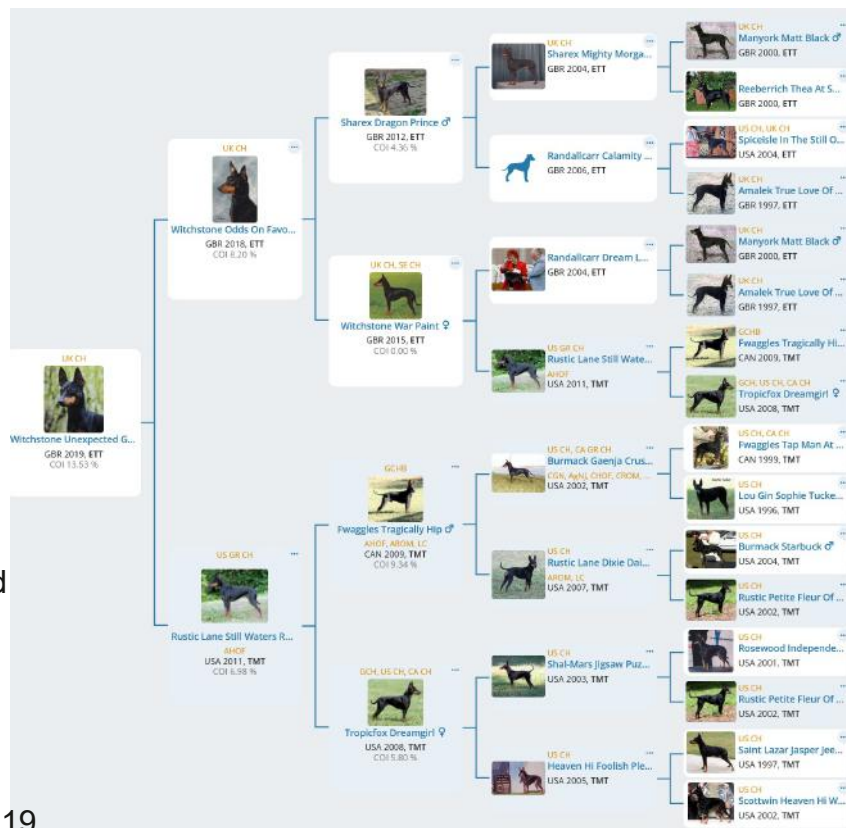 UK CH
Witchstone Unexpected G...
GBR 2019, ETT
COI 13.53 %
UK CH
Witchstone Odds On Favo...
GBR 2018, ETT
COI 8.20 %
US GR CH
Rustic Lane Still Waters R...
AHOF
USA 2011, TMT
COI 6.98 %
Sharex Dragon Prince ♂
GBR 2012, ETT
COI 4.36 %
UK CH, SE CH
Witchstone War Paint ♀
GBR 2015, ETT
COI 0.00 %
GCHB
Fwaggles Tragically Hip ♂
AHOF, AROM, LC
CAN 2009, TMT
COI 9.34 %
GCH, US CH, CA CH
Tropicfox Dreamgirl ♀
USA 2008, TMT
COI 5.80 %
UK CH
Sharex Mighty Morga...
GBR 2004, ETT
Randallcarr Calamity ...
GBR 2006, ETT
Randallcarr Dream L...
GBR 2004, ETT
US GR CH
Rustic Lane Still Wate...
AHOF
USA 2011, TMT
US CH, CA GR CH
Burmack Gaenja Crus...
CGN, AgNJ, CHOF, CROM, ...
USA 2002, TMT
US CH
Rustic Lane Dixie Dai...
AROM, LC
USA 2007, TMT
US CH
Shal-Mars Jigsaw Puz...
USA 2003, TMT
US CH
Heaven Hi Foolish Ple...
USA 2005, TMT
UK CH
Manyork Matt Black ♂
GBR 2000, ETT
Reeberrich Thea At S...
GBR 2000, ETT
US CH, UK CH
Spiceisle In The Still O...
USA 2004, ETT
UK CH
Amalek True Love Of ...
GBR 1997, ETT
UK CH
Manyork Matt Black ♂
GBR 2000, ETT
UK CH
Amalek True Love Of ...
GBR 1997, ETT
GCHB
Fwaggles Tragically Hi...
CAN 2009, TMT
GCH, US CH, CA CH
Tropicfox Dreamgirl ♀
USA 2008, TMT
US CH, CA CH
Fwaggles Tap Man At ...
CAN 1999, TMT
US CH
Lou Gin Sophie Tucke...
USA 1996, TMT
US CH
Burmack Starbuck ♂
USA 2004, TMT
US CH
Rustic Petite Fleur Of ...
USA 2002, TMT
US CH
Rosewood Independe...
USA 2001, TMT
US CH
Rustic Petite Fleur Of ...
USA 2002, TMT
US CH
Saint Lazar Jasper Jee...
USA 1997, TMT
US CH
Scottwin Heaven Hi W...
USA 2002, TMT
19